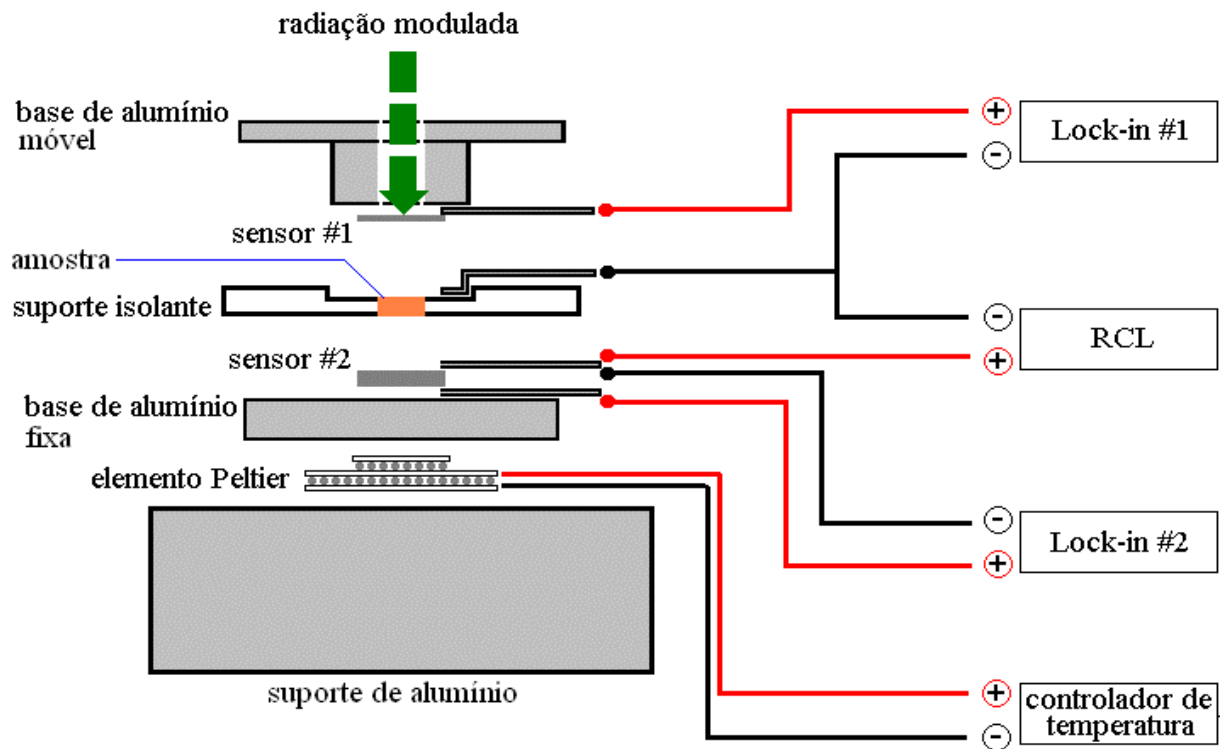 radiação modulada
base de alumínio
móvel
+
Lock-in #1
-
sensor #1
amostra
suporte isolante
-
RCL
+
sensor #2
base de alumínio
fixa
elemento Peltier
-
Lock-in #2
+
suporte de alumínio
+
controlador de
temperatura
-